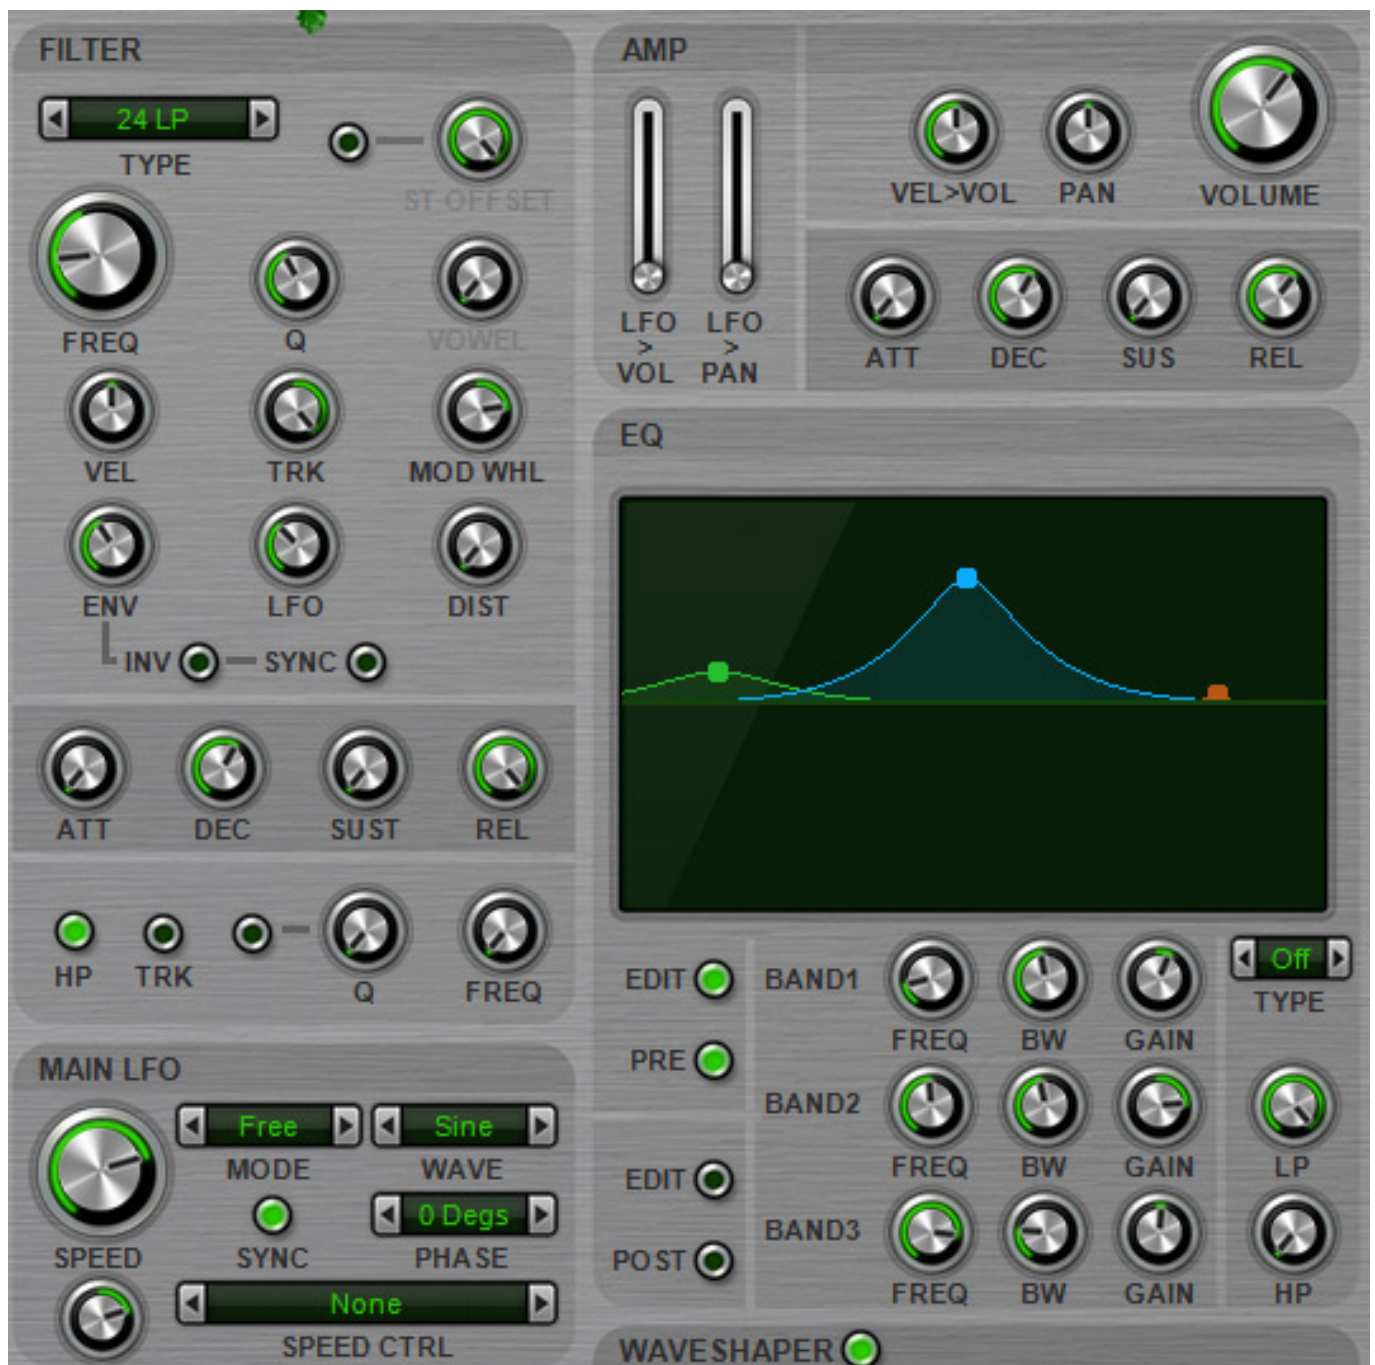 FILTER
24 LP
TYPE
ST.OFFSET
FREQ
Q
VOWEL
VEL
TRK
MOD WHL
ENV
LFO
DIST
INV
SYNC
ATT
DEC
SUST
REL
HP
TRK
Q
FREQ
MAIN LFO
Free
Sine
MODE
WAVE
0 Degs
SPEED
SYNC
PHASE
None
SPEED CTRL
AMP
LFO
>
VOL
LFO
>
PAN
VEL>VOL
PAN
VOLUME
ATT
DEC
SUS
REL
EQ
EDIT
PRE
EDIT
POST
BAND1
FREQ
BW
GAIN
BAND2
FREQ
BW
GAIN
BAND3
FREQ
BW
GAIN
Off
TYPE
LP
HP
WAVESHAPER